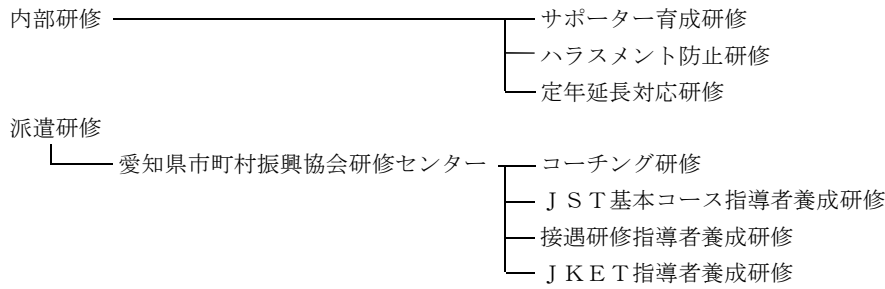 内部研修 サポーター育成研修
ハラスメント防止研修
定年延長対応研修
派遣研修
愛知県市町村振興協会研修センター コーチング研修
ＪＳＴ基本コース指導者養成研修
接遇研修指導者養成研修
ＪＫＥＴ指導者養成研修